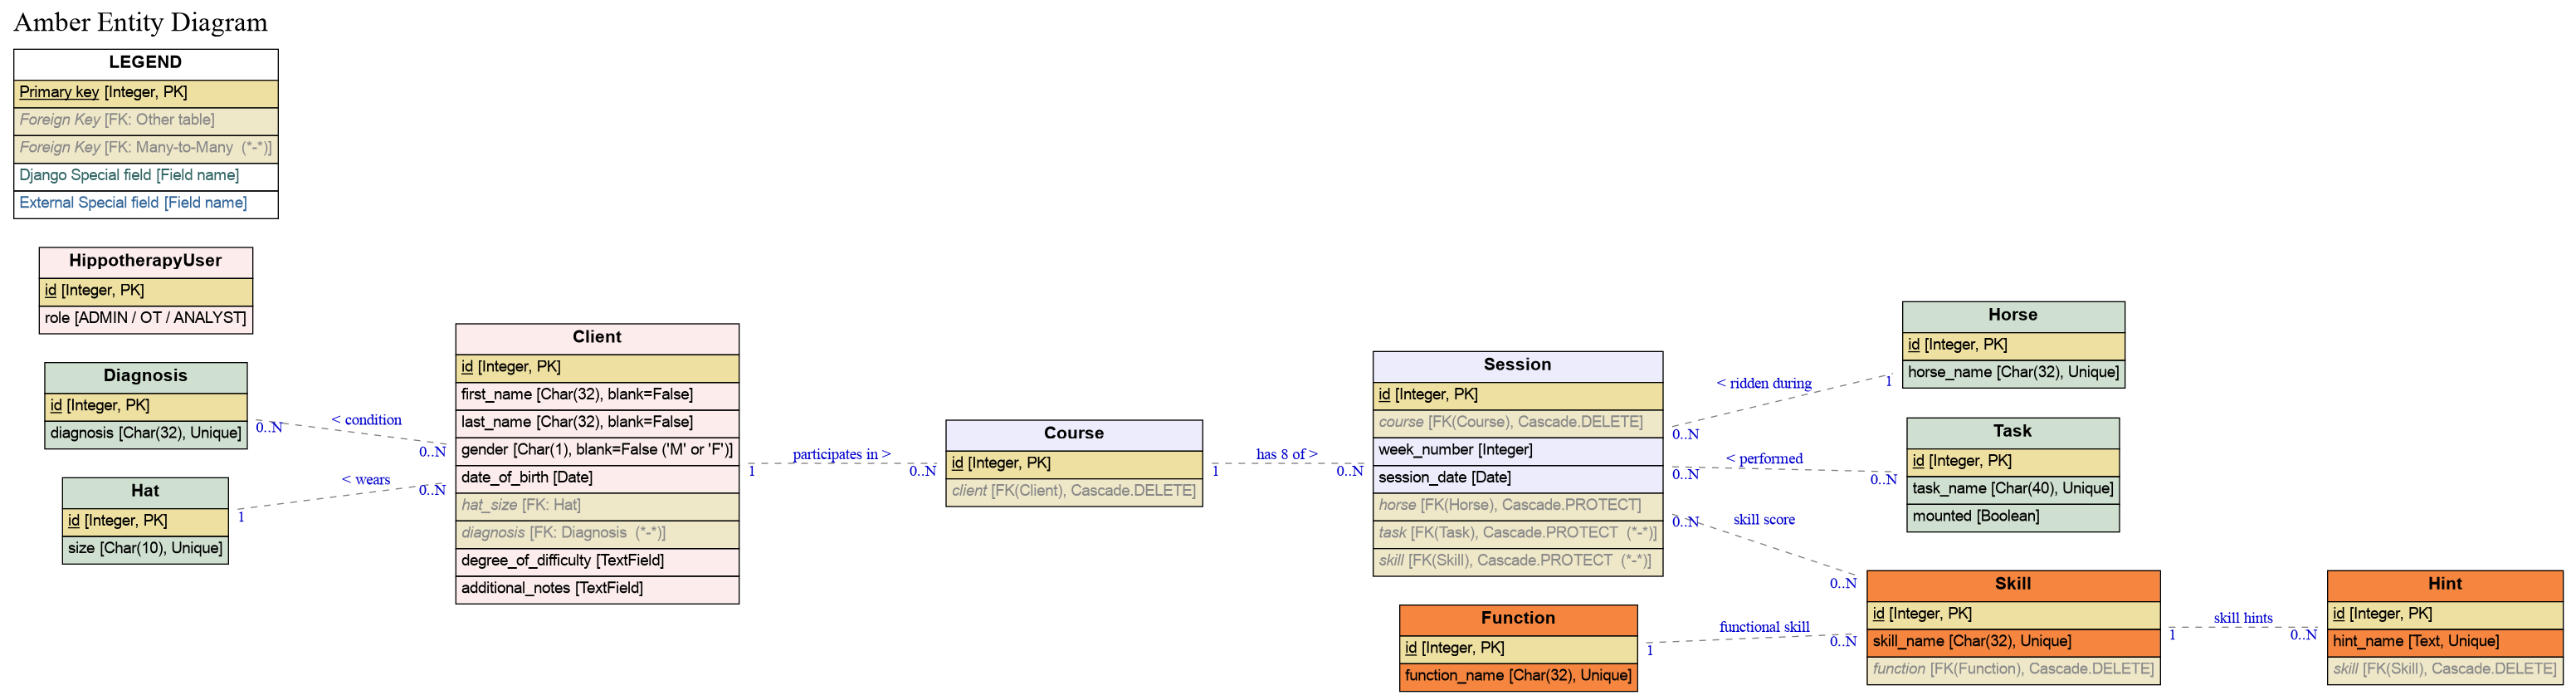 Amber Entity Diagram
LEGEND
Primary key [Integer, PK]
Foreign Key [FK: Other table]
Foreign Key [FK: Many-to-Many  (*-*)]
Django Special field [Field name]
External Special field [Field name]
HippotherapyUser
id [Integer, PK]
role [ADMIN / OT / ANALYST]
Diagnosis
id [Integer, PK]
diagnosis [Char(32), Unique]
0..N
< condition
0..N
Hat
id [Integer, PK]
size [Char(10), Unique]
1
< wears
0..N
Client
id [Integer, PK]
first_name [Char(32), blank=False]
last_name [Char(32), blank=False]
gender [Char(1), blank=False ('M' or 'F')]
date_of_birth [Date]
hat_size [FK: Hat]
diagnosis [FK: Diagnosis  (*-*)]
degree_of_difficulty [TextField]
additional_notes [TextField]
1
participates in >
0..N
Course
id [Integer, PK]
client [FK(Client), Cascade.DELETE]
1
has 8 of >
0..N
Session
id [Integer, PK]
course [FK(Course), Cascade.DELETE]
week_number [Integer]
session_date [Date]
horse [FK(Horse), Cascade.PROTECT]
task [FK(Task), Cascade.PROTECT  (*-*)]
skill [FK(Skill), Cascade.PROTECT  (*-*)]
0..N
< ridden during
1
0..N
< performed
0..N
0..N
skill score
0..N
Horse
id [Integer, PK]
horse_name [Char(32), Unique]
Task
id [Integer, PK]
task_name [Char(40), Unique]
mounted [Boolean]
Function
id [Integer, PK]
function_name [Char(32), Unique]
1
functional skill
0..N
Skill
id [Integer, PK]
skill_name [Char(32), Unique]
function [FK(Function), Cascade.DELETE]
1
skill hints
0..N
Hint
id [Integer, PK]
hint_name [Text, Unique]
skill [FK(Skill), Cascade.DELETE]